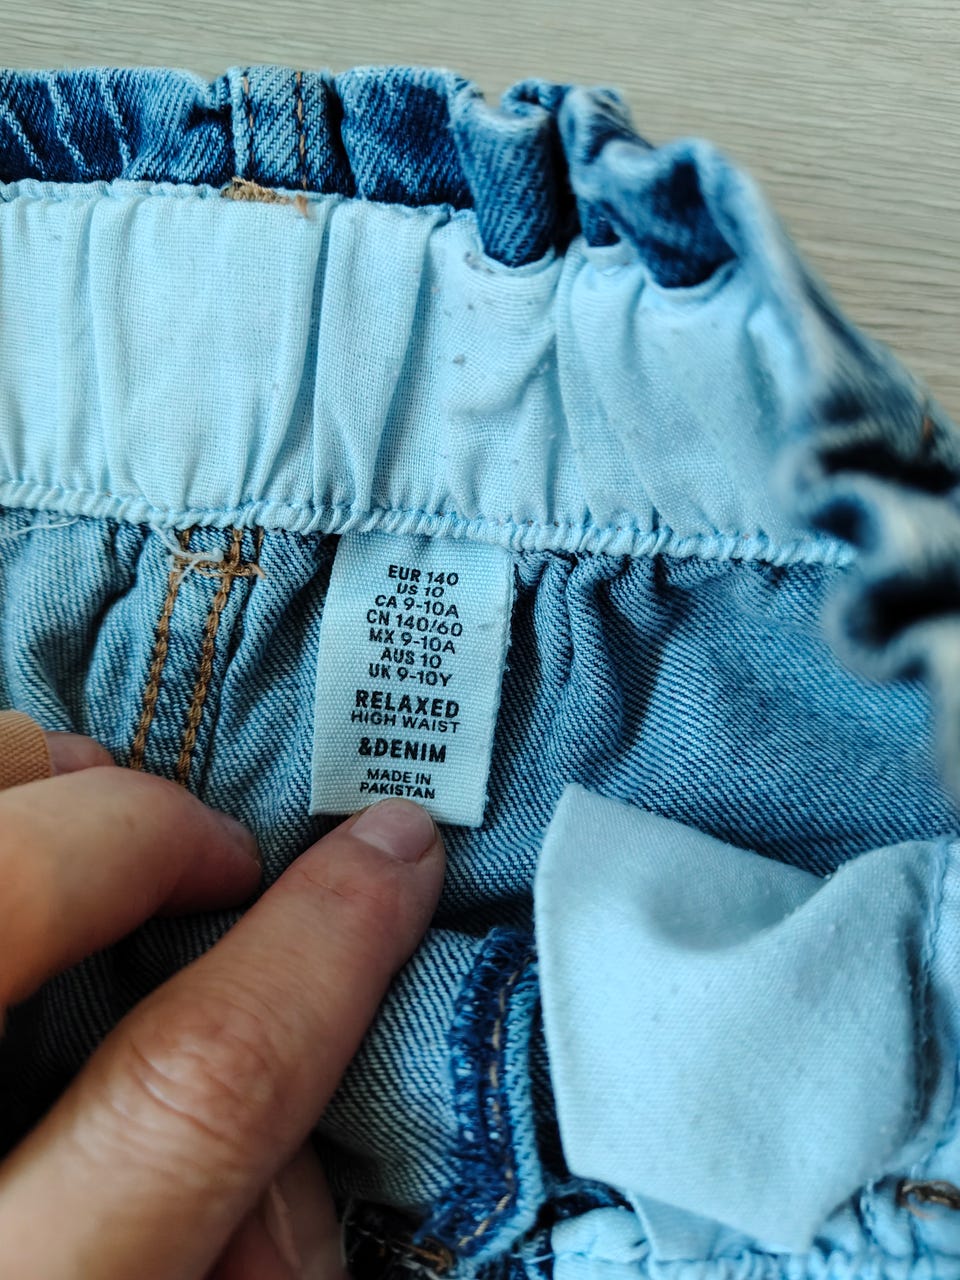 EUR 140
US 10
CA 9-10A
CN 140/60
MX 9-10A
AUS 10
UK 9-10Y
RELAXED
HIGH WAIST
&DENIM
MADE IN
PAKISTAN